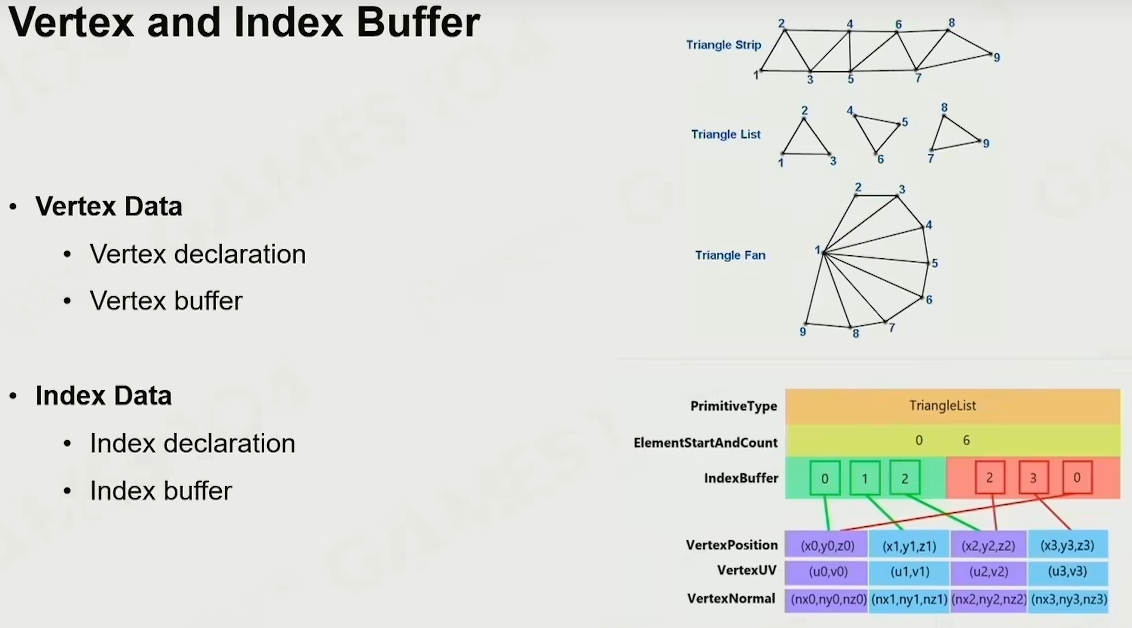 Vertex and Index Buffer
• Vertex Data
• Vertex declaration
• Vertex buffer
• Index Data
• Index declaration
• Index buffer
Triangle Strip
1 2 3 4 5 6 7 8 9
Triangle List
1 2 3 4 5 6 7 8 9
Triangle Fan
1 2 3 4 5 6 7 8 9
PrimitiveType TriangleList
ElementStartAndCount 0 6
IndexBuffer 0 1 2 2 3 0
VertexPosition (x0,y0,z0) (x1,y1,z1) (x2,y2,z2) (x3,y3,z3)
VertexUV (u0,v0) (u1,v1) (u2,v2) (u3,v3)
VertexNormal (nx0,ny0,nz0) (nx1,ny1,nz1) (nx2,ny2,nz2) (nx3,ny3,nz3)